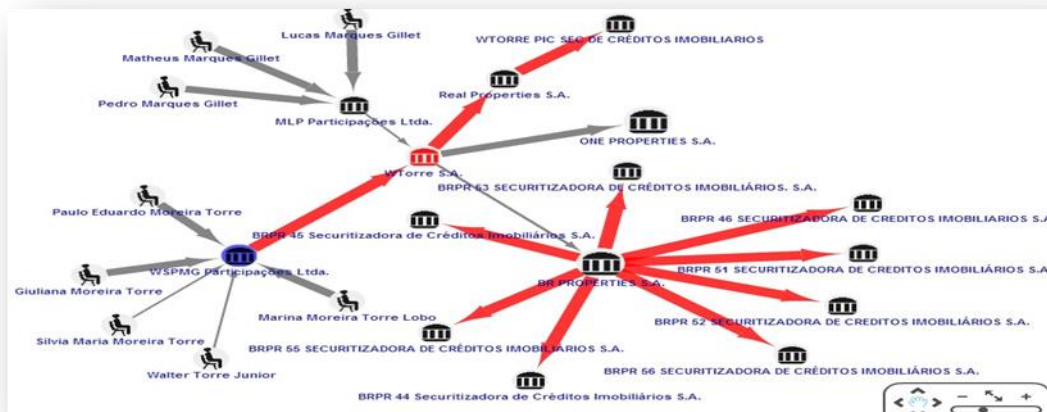 Lucas Marques Gillet
WTORRE PIC SEC DE CRÉDITOS IMOBILIARIOS
Matheus Marques Gillet
Real Properties S.A.
Pedro Marques Gillet
MLP Participações Ltda.
ONE PROPERTIES S.A.
WTorre S.A.
BRPR 53 SECURITIZADORA DE CRÉDITOS IMOBILIÁRIOS. S.A.
Paulo Eduardo Moreira Torre
BRPR 46 SECURITIZADORA DE CREDITOS IMOBILIARIOS S.A
BRPR 45 Securitizadora de Créditos Imobiliários S.A.
WSPMG Participações Ltda.
BRPR 51 SECURITIZADORA DE CREDITOS IMOBILIARIOS S.A
BR PROPERTIES S.A.
Giuliana Moreira Torre
Marina Moreira Torre Lobo
BRPR 52 SECURITIZADORA DE CREDITOS IMOBILIARIOS S.A.
Silvia Maria Moreira Torre
BRPR 55 SECURITIZADORA DE CRÉDITOS IMOBILIÁRIOS S.A.
BRPR 56 SECURITIZADORA DE CRÉDITOS IMOBILIÁRIOS S.A.
Walter Torre Junior
BRPR 44 Securitizadora de Créditos Imobiliários S.A.